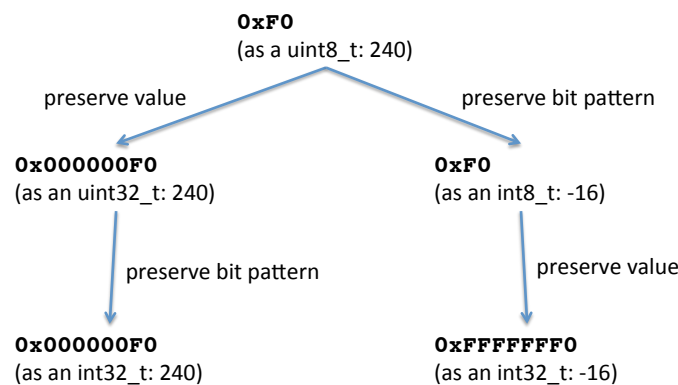 0xF0
(as a uint8_t: 240)
preserve value
preserve bit pattern
0x000000F0
(as an uint32_t: 240)
0xF0
(as an int8_t: -16)
preserve bit pattern
preserve value
0x000000F0
(as an int32_t: 240)
0xFFFFFFF0
(as an int32_t: -16)